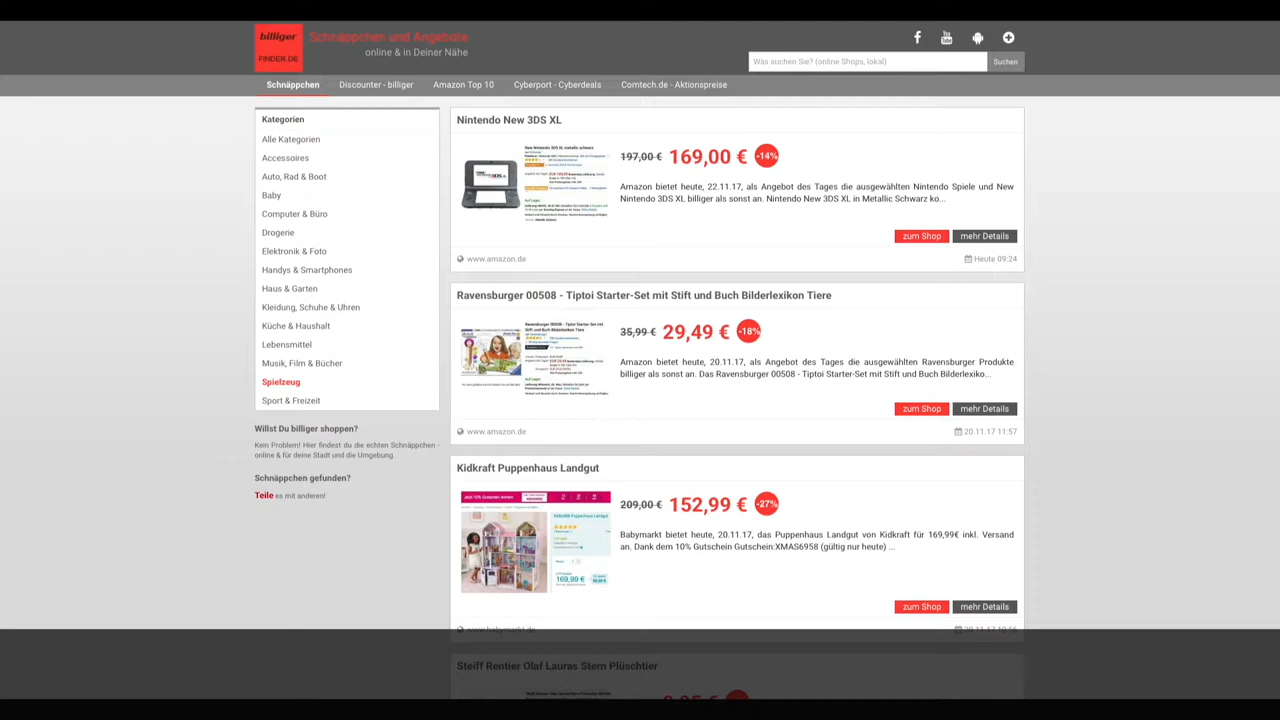 billiger
FINDER.DE
Schnäppchen und Angebote
online & in Deiner Nähe
Was suchen Sie? (online Shops, lokal)
Suchen
Schnäppchen
Discounter - billiger
Amazon Top 10
Cyberport - Cyberdeals
Comtech.de - Aktionspreise
Kategorien
Alle Kategorien
Accessoires
Auto, Rad & Boot
Baby
Computer & Büro
Drogerie
Elektronik & Foto
Handys & Smartphones
Haus & Garten
Kleidung, Schuhe & Uhren
Küche & Haushalt
Lebensmittel
Musik, Film & Bücher
Spielzeug
Sport & Freizeit
Willst Du billiger shoppen?
Kein Problem! Hier findest du die echten Schnäppchen -
online & für deine Stadt und die Umgebung.
Schnäppchen gefunden?
Teile es mit anderen!
Nintendo New 3DS XL
197,00 € 169,00 € -14%
Amazon bietet heute, 22.11.17, als Angebot des Tages die ausgewählten Nintendo Spiele und New
Nintendo 3DS XL billiger als sonst an. Nintendo New 3DS XL in Metallic Schwarz ko...
zum Shop
mehr Details
www.amazon.de
Heute 09:24
Ravensburger 00508 - Tiptoi Starter-Set mit Stift und Buch Bilderlexikon Tiere
35,99 € 29,49 € -18%
Amazon bietet heute, 20.11.17, als Angebot des Tages die ausgewählten Ravensburger Produkte
billiger als sonst an. Das Ravensburger 00508 - Tiptoi Starter-Set mit Stift und Buch Bilderlexiko...
zum Shop
mehr Details
www.amazon.de
20.11.17 11:57
Kidkraft Puppenhaus Landgut
209,00 € 152,99 € -27%
169,99 €
Babymarkt bietet heute, 20.11.17, das Puppenhaus Landgut von Kidkraft für 169,99€ inkl. Versand
an. Dank dem 10% Gutschein Gutschein:XMAS6958 (gültig nur heute) ...
zum Shop
mehr Details
www.babymarkt.de
20.11.17 10:56
Steiff Rentier Olaf Lauras Stern Plüschtier